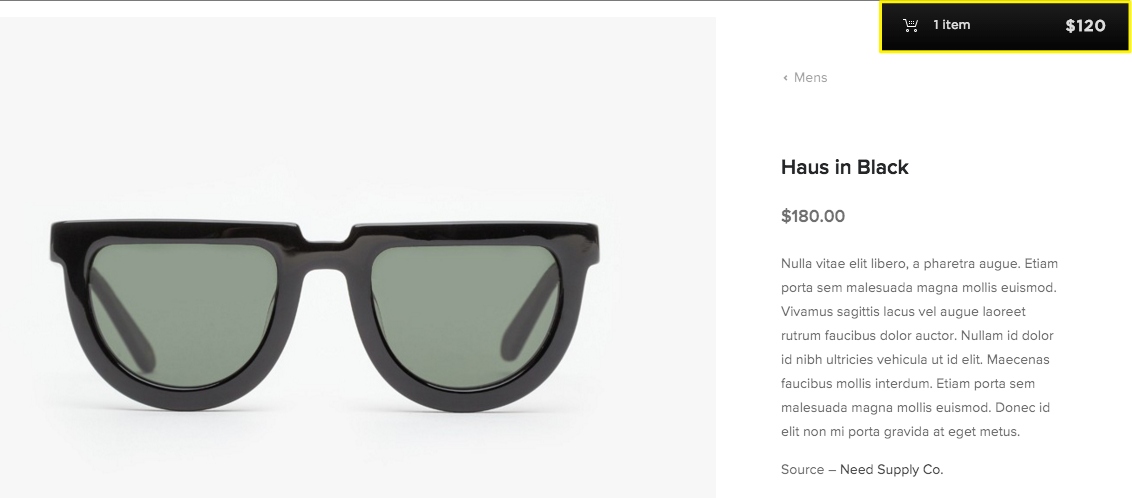 1 item $120
‹ Mens
Haus in Black
$180.00
Nulla vitae elit libero, a pharetra augue. Etiam
porta sem malesuada magna mollis euismod.
Vivamus sagittis lacus vel augue laoreet
rutrum faucibus dolor auctor. Nullam id dolor
id nibh ultricies vehicula ut id elit. Maecenas
faucibus mollis interdum. Etiam porta sem
malesuada magna mollis euismod. Donec id
elit non mi porta gravida at eget metus.
Source – Need Supply Co.